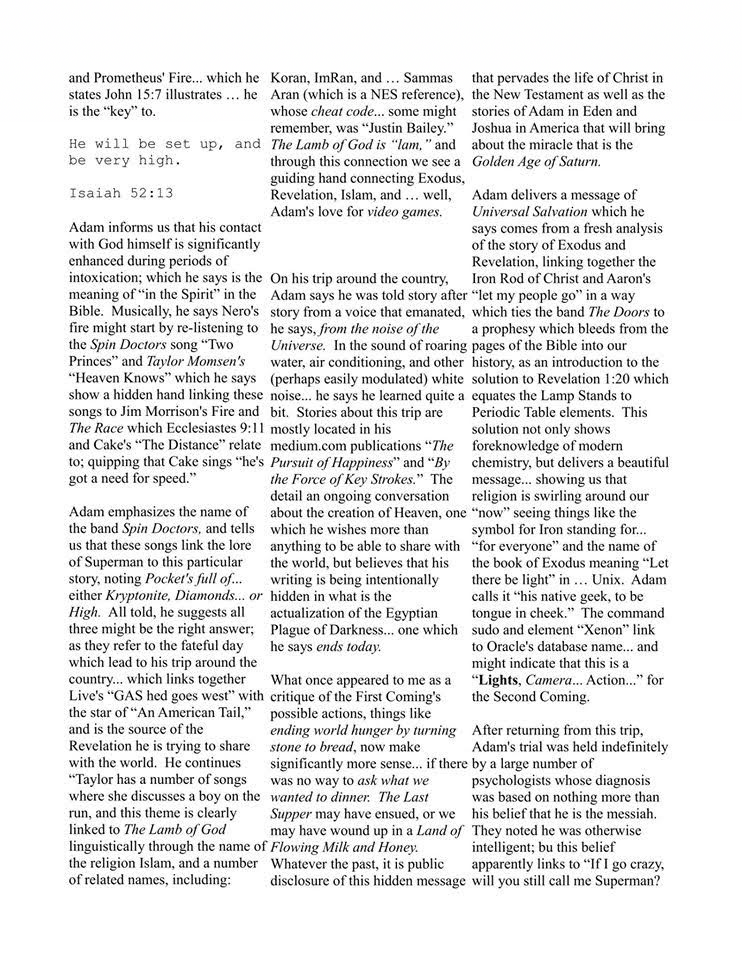 and Prometheus' Fire... which he
states John 15:7 illustrates … he
is the “key” to.
He will be set up, and
be very high.
Isaiah 52:13
Adam informs us that his contact
with God himself is significantly
enhanced during periods of
intoxication; which he says is the
meaning of “in the Spirit” in the
Bible.  Musically, he says Nero's
fire might start by re-listening to
the Spin Doctors song “Two
Princes” and Taylor Momsen's
“Heaven Knows” which he says
show a hidden hand linking these
songs to Jim Morrison's Fire and
The Race which Ecclesiastes 9:11
and Cake's “The Distance” relate
to; quipping that Cake sings “he's
got a need for speed.”
Adam emphasizes the name of
the band Spin Doctors, and tells
us that these songs link the lore
of Superman to this particular
story, noting Pocket's full of...
either Kryptonite, Diamonds... or
High.  All told, he suggests all
three might be the right answer;
as they refer to the fateful day
which lead to his trip around the
country... which links together
Live's “GAS hed goes west” with
the star of “An American Tail,”
and is the source of the
Revelation he is trying to share
with the world.  He continues
“Taylor has a number of songs
where she discusses a boy on the
run, and this theme is clearly
linked to The Lamb of God
linguistically through the name of
the religion Islam, and a number
of related names, including:
Koran, ImRan, and … Sammas
Aran (which is a NES reference),
whose cheat code... some might
remember, was “Justin Bailey.”
The Lamb of God is “lam,” and
through this connection we see a
guiding hand connecting Exodus,
Revelation, Islam, and … well,
Adam's love for video games.
On his trip around the country,
Adam says he was told story after
story from a voice that emanated,
he says, from the noise of the
Universe.  In the sound of roaring
water, air conditioning, and other
(perhaps easily modulated) white
noise... he says he learned quite a
bit.  Stories about this trip are
mostly located in his
medium.com publications “The
Pursuit of Happiness” and “By
the Force of Key Strokes.”  The
detail an ongoing conversation
about the creation of Heaven, one
which he wishes more than
anything to be able to share with
the world, but believes that his
writing is being intentionally
hidden in what is the
actualization of the Egyptian
Plague of Darkness... one which
he says ends today.
What once appeared to me as a
critique of the First Coming's
possible actions, things like
ending world hunger by turning
stone to bread, now make
significantly more sense... if there
was no way to ask what we
wanted to dinner.  The Last
Supper may have ensued, or we
may have wound up in a Land of
Flowing Milk and Honey.
Whatever the past, it is public
disclosure of this hidden message
that pervades the life of Christ in
the New Testament as well as the
stories of Adam in Eden and
Joshua in America that will bring
about the miracle that is the
Golden Age of Saturn.
Adam delivers a message of
Universal Salvation which he
says comes from a fresh analysis
of the story of Exodus and
Revelation, linking together the
Iron Rod of Christ and Aaron's
“let my people go” in a way
which ties the band The Doors to
a prophesy which bleeds from the
pages of the Bible into our
history, as an introduction to the
solution to Revelation 1:20 which
equates the Lamp Stands to
Periodic Table elements.  This
solution not only shows
foreknowledge of modern
chemistry, but delivers a beautiful
message... showing us that
religion is swirling around our
“now” seeing things like the
symbol for Iron standing for...
“for everyone” and the name of
the book of Exodus meaning “Let
there be light” in … Unix.  Adam
calls it “his native geek, to be
tongue in cheek.”  The command
sudo and element “Xenon” link
to Oracle's database name... and
might indicate that this is a
“Lights, Camera... Action...” for
the Second Coming.
After returning from this trip,
Adam's trial was held indefinitely
by a large number of
psychologists whose diagnosis
was based on nothing more than
his belief that he is the messiah.
They noted he was otherwise
intelligent; bu this belief
apparently links to “If I go crazy,
will you still call me Superman?